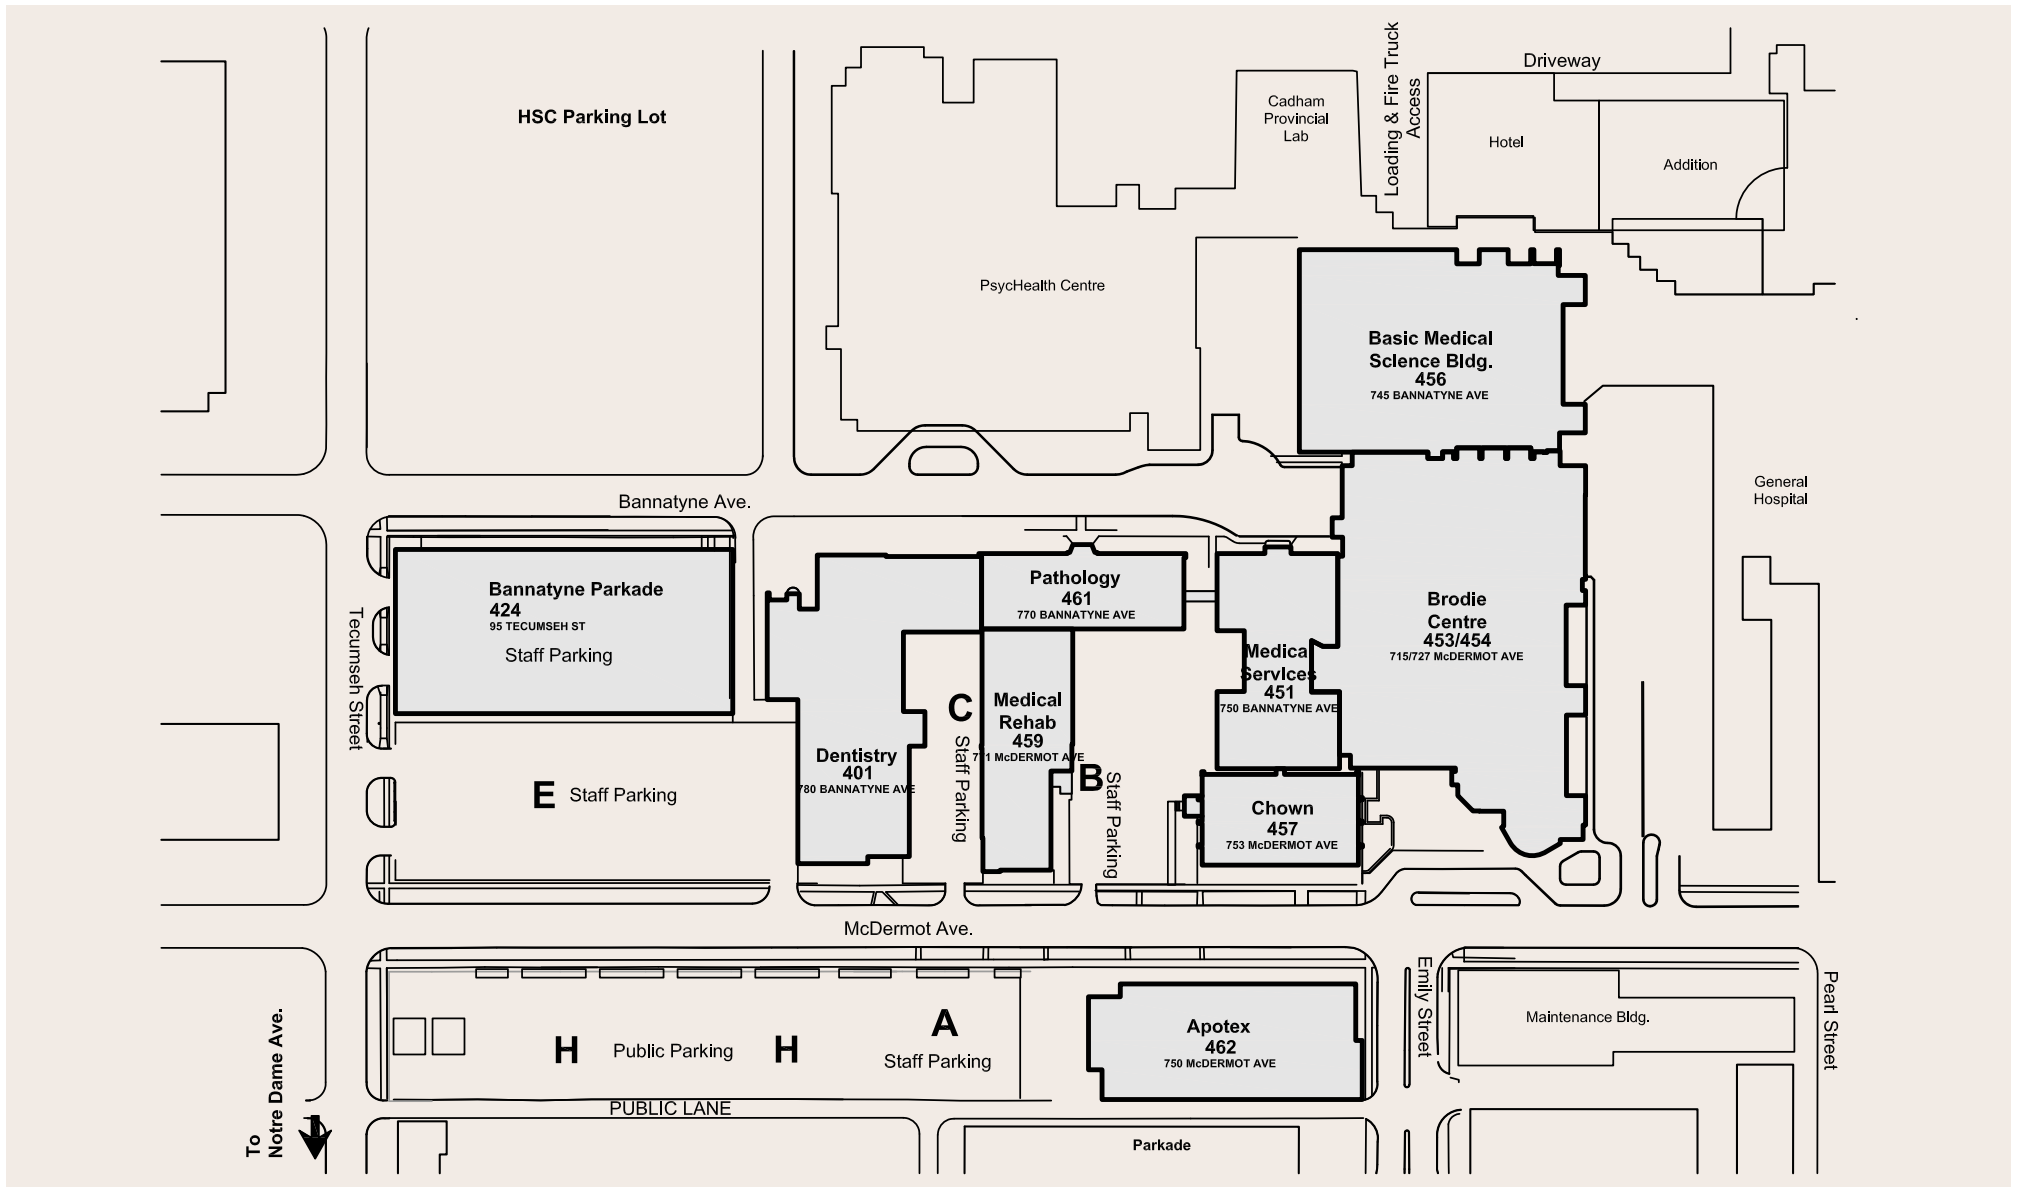 Driveway
Loading & Fire Truck
Access
HSC Parking Lot
Cadham
Provincial
Lab
Hotel
Addition
PsycHealth Centre
Basic Medical
ScIence Bldg.
456
745 BANNATYNE AVE
General
Hospital
Bannatyne Ave.
Bannatyne Parkade
424
95 TECUMSEH ST
Staff Parking
Tecumseh Street
Pathology
461
770 BANNATYNE AVE
Brodie
Centre
453/454
715/727 McDERMOT AVE
Medical
ServIces
451
750 BANNATYNE AVE
C
Staff Parking
Medical
Rehab
459
771 McDERMOT AVE
Dentistry
401
780 BANNATYNE AVE
B
Staff Parking
E Staff Parking
Chown
457
753 McDERMOT AVE
McDermot Ave.
Emily Street
Pearl Street
A
Staff Parking
H Public Parking H
Apotex
462
750 McDERMOT AVE
Maintenance Bldg.
To
Notre Dame Ave.
PUBLIC LANE
Parkade